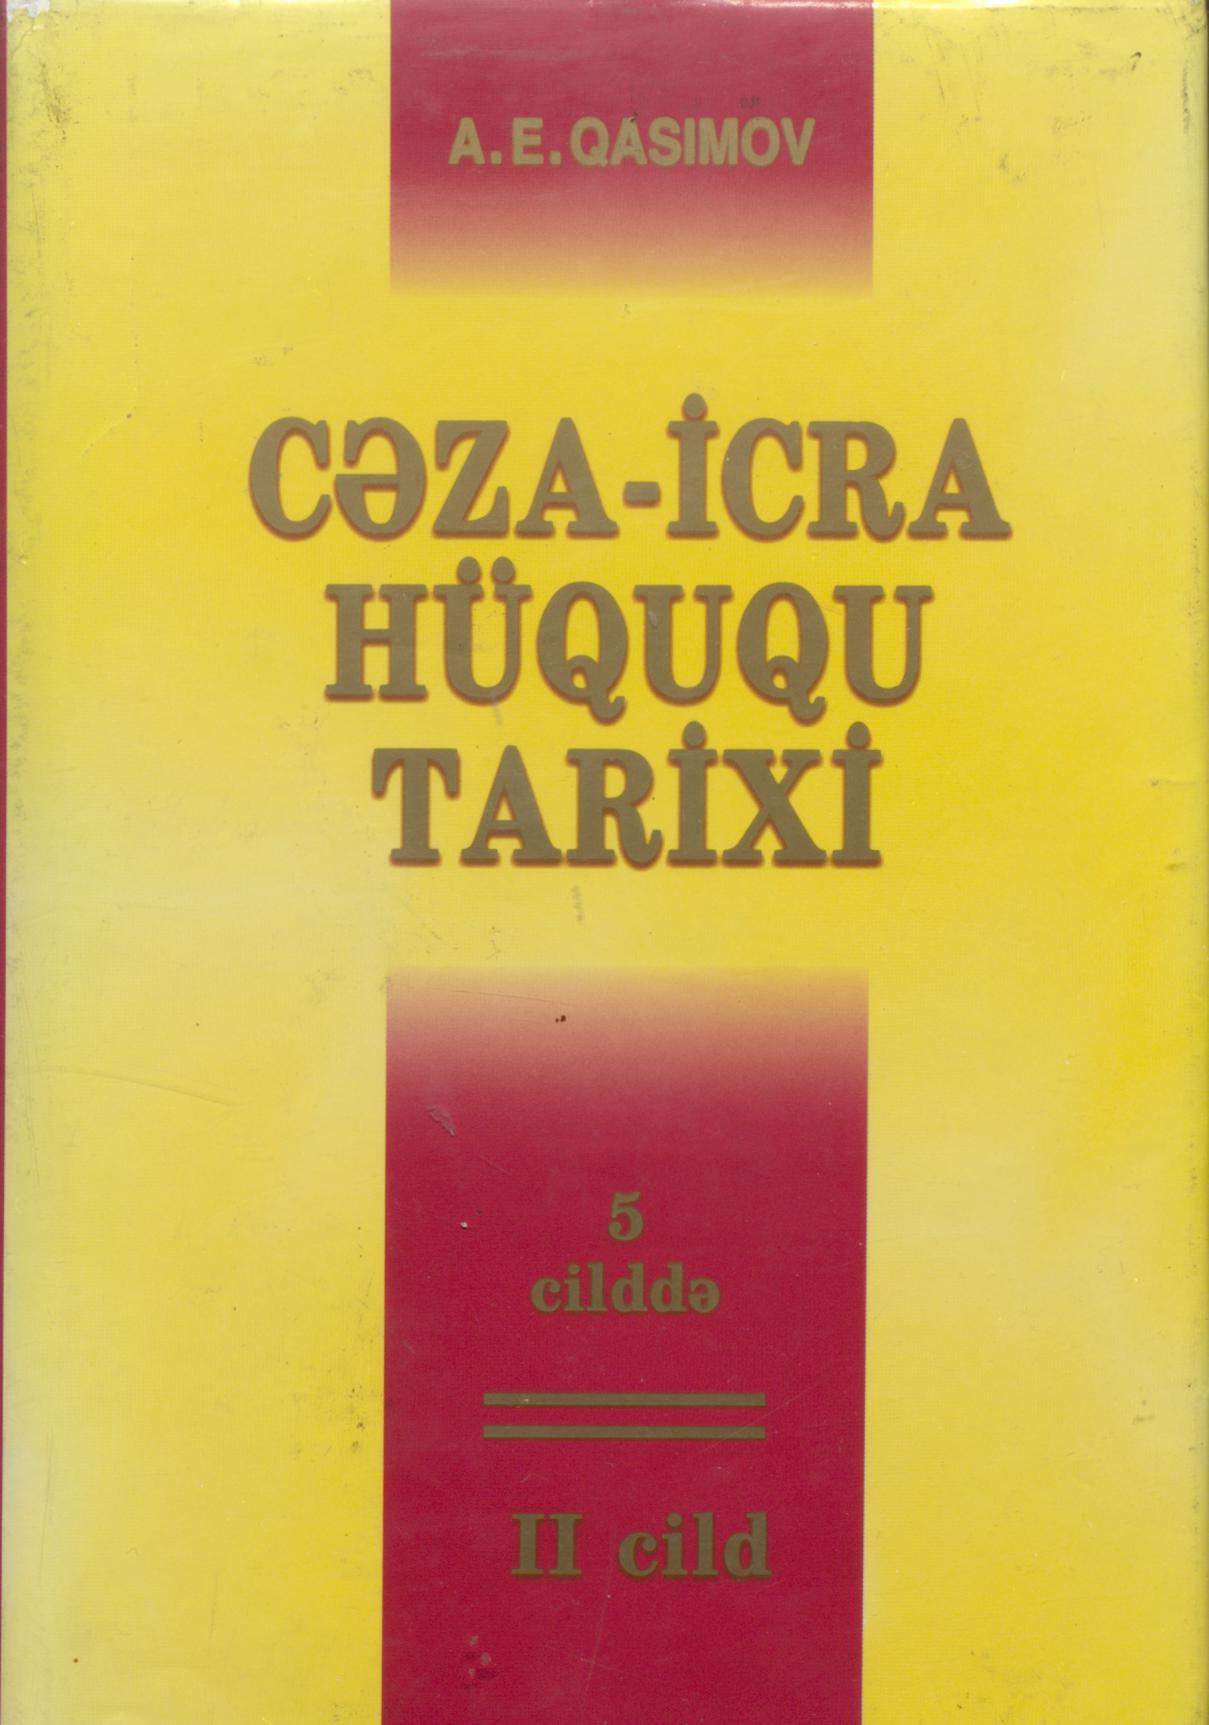 A.E.QASIMOV
CƏZA-İCRA
HÜQUQU
TARİXİ
5
cilddə
II cild